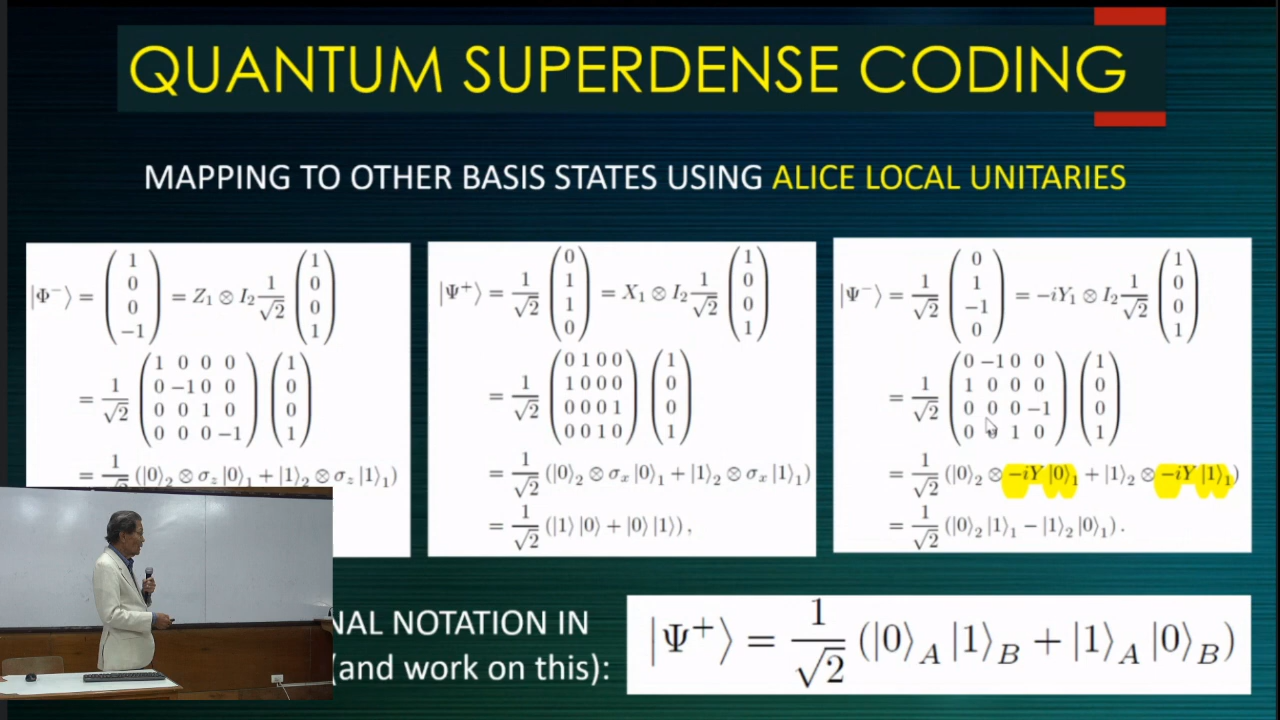 QUANTUM SUPERDENSE CODING
MAPPING TO OTHER BASIS STATES USING ALICE LOCAL UNITARIES
|Φ⁻⟩ = (1 0 0 −1) = Z₁ ⊗ I₂ 1/√2 (1 0 0 1)
= 1/√2 (1 0 0 0
0 −1 0 0
0 0 1 0
0 0 0 −1) (1 0 0 1)
= 1/√2 (|0⟩₂ ⊗ σ_z |0⟩₁ + |1⟩₂ ⊗ σ_z |1⟩₁)
|Ψ⁺⟩ = 1/√2 (0 1 1 0) = X₁ ⊗ I₂ 1/√2 (1 0 0 1)
= 1/√2 (0 1 0 0
1 0 0 0
0 0 0 1
0 0 1 0) (1 0 0 1)
= 1/√2 (|0⟩₂ ⊗ σₓ |0⟩₁ + |1⟩₂ ⊗ σₓ |1⟩₁)
= 1/√2 (|1⟩ |0⟩ + |0⟩ |1⟩),
|Ψ⁻⟩ = 1/√2 (0 1 −1 0) = −iY₁ ⊗ I₂ 1/√2 (1 0 0 1)
= 1/√2 (0 −1 0 0
1 0 0 0
0 0 0 −1
0 0 1 0) (1 0 0 1)
= 1/√2 (|0⟩₂ ⊗ −iY |0⟩₁ + |1⟩₂ ⊗ −iY |1⟩₁)
= 1/√2 (|0⟩₂ |1⟩₁ − |1⟩₂ |0⟩₁).
NAL NOTATION IN
(and work on this):
|Ψ⁺⟩ = 1/√2 (|0⟩_A |1⟩_B + |1⟩_A |0⟩_B)